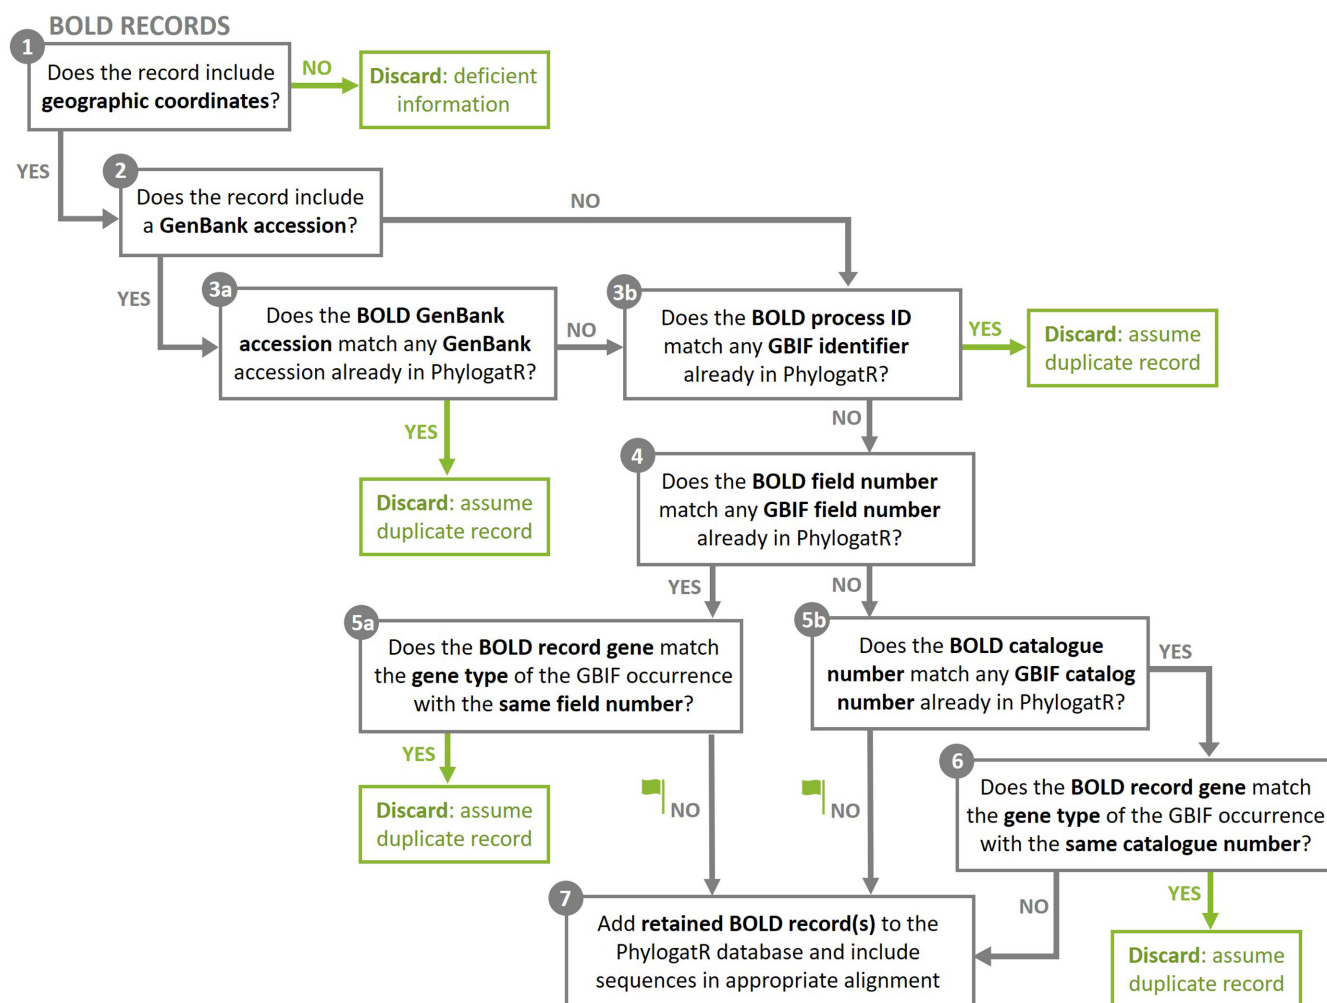 BOLD RECORDS
1
Does the record include
geographic coordinates?
NO
Discard: deficient
information
YES
2
Does the record include
a GenBank accession?
NO
YES
3a
Does the BOLD GenBank
accession match any GenBank
accession already in PhylogatR?
NO
3b
Does the BOLD process ID
match any GBIF identifier
already in PhylogatR?
YES
Discard: assume
duplicate record
YES
Discard: assume
duplicate record
NO
4
Does the BOLD field number
match any GBIF field number
already in PhylogatR?
YES
NO
5a
Does the BOLD record gene match
the gene type of the GBIF occurrence
with the same field number?
5b
Does the BOLD catalogue
number match any GBIF catalog
number already in PhylogatR?
YES
YES
Discard: assume
duplicate record
NO
NO
6
Does the BOLD record gene match
the gene type of the GBIF occurrence
with the same catalogue number?
NO
YES
Discard: assume
duplicate record
7
Add retained BOLD record(s) to the
PhylogatR database and include
sequences in appropriate alignment